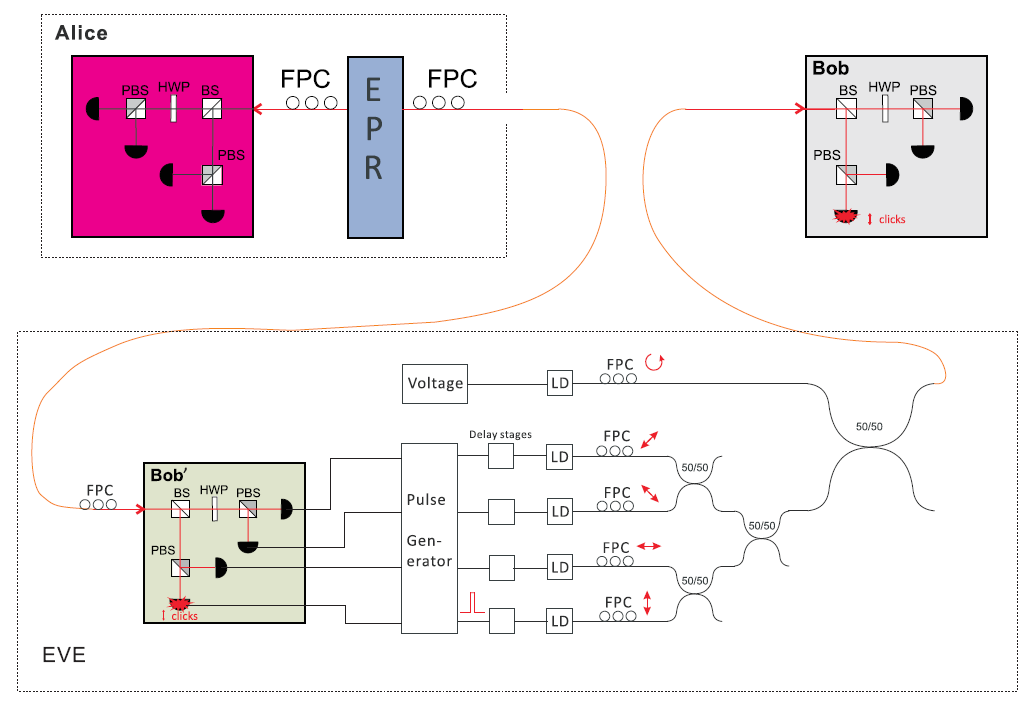 Alice
PBS
HWP
BS
PBS
FPC
E
P
R
FPC
Bob
BS
HWP
PBS
PBS
clicks
Voltage
LD
FPC
50/50
Delay stages
LD
FPC
50/50
Pulse
Gen-
erator
LD
FPC
50/50
LD
FPC
50/50
LD
FPC
FPC
Bob′
BS
HWP
PBS
PBS
clicks
EVE